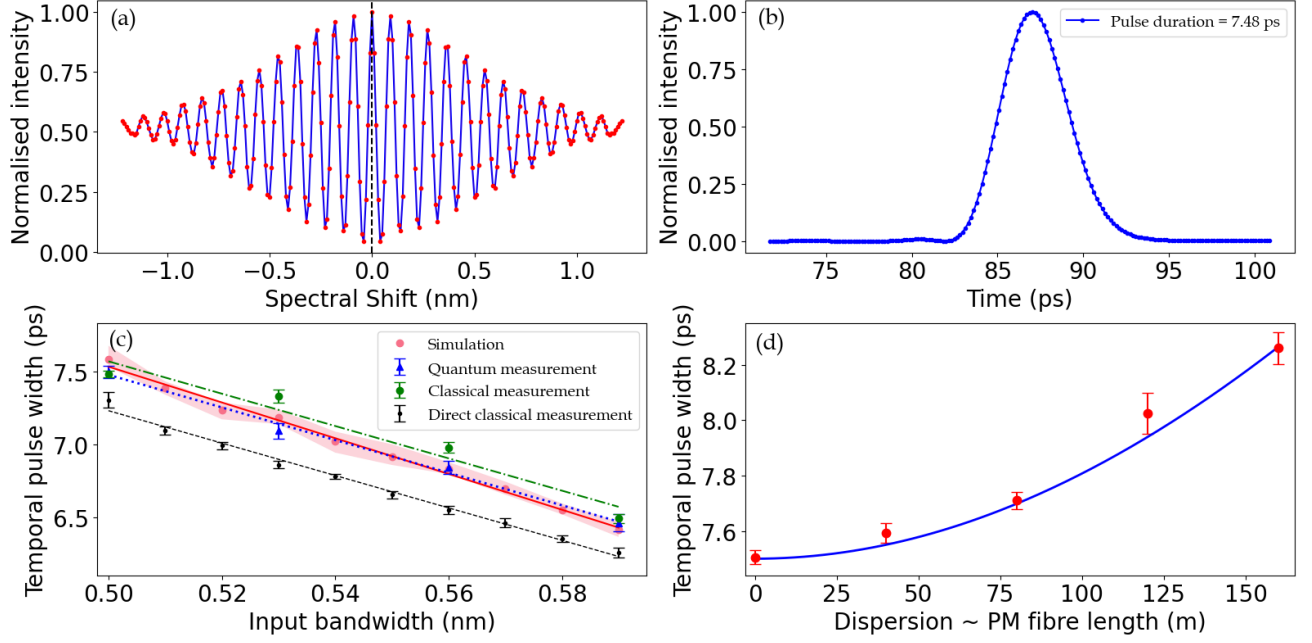 (a)
Normalised intensity
1.00
0.75
0.50
0.25
0.00
−1.0
−0.5
0.0
0.5
1.0
Spectral Shift (nm)
(b)
Pulse duration = 7.48 ps
Normalised intensity
1.00
0.75
0.50
0.25
0.00
75
80
85
90
95
100
Time (ps)
(c)
Simulation
Quantum measurement
Classical measurement
Direct classical measurement
Temporal pulse width (ps)
7.5
7.0
6.5
0.50
0.52
0.54
0.56
0.58
Input bandwidth (nm)
(d)
Temporal pulse width (ps)
8.2
8.0
7.8
7.6
0
25
50
75
100
125
150
Dispersion ~ PM fibre length (m)